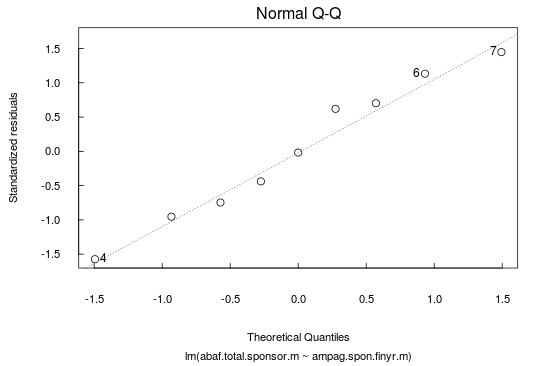 Normal Q-Q
Standardized residuals
1.5
1.0
0.5
0.0
-0.5
-1.0
-1.5
7
6
4
-1.5 -1.0 -0.5 0.0 0.5 1.0 1.5
Theoretical Quantiles
lm(abaf.total.sponsor.m ~ ampag.spon.finyr.m)